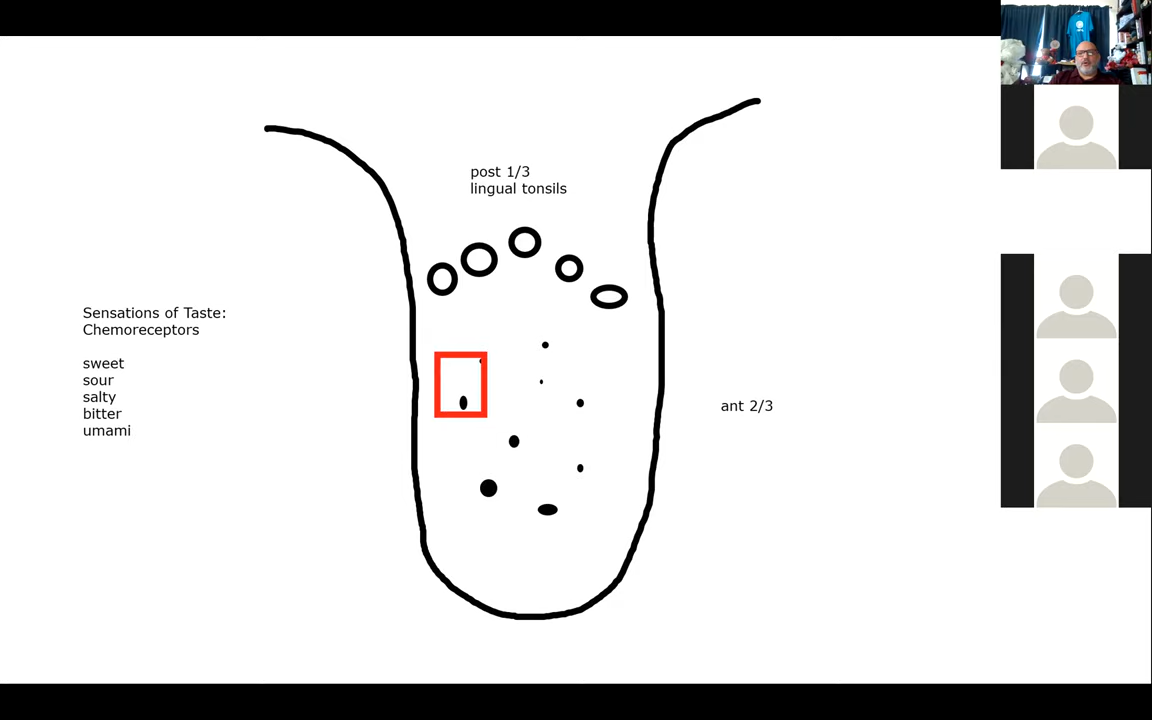 post 1/3
lingual tonsils
Sensations of Taste:
Chemoreceptors
sweet
sour
salty
bitter
umami
ant 2/3